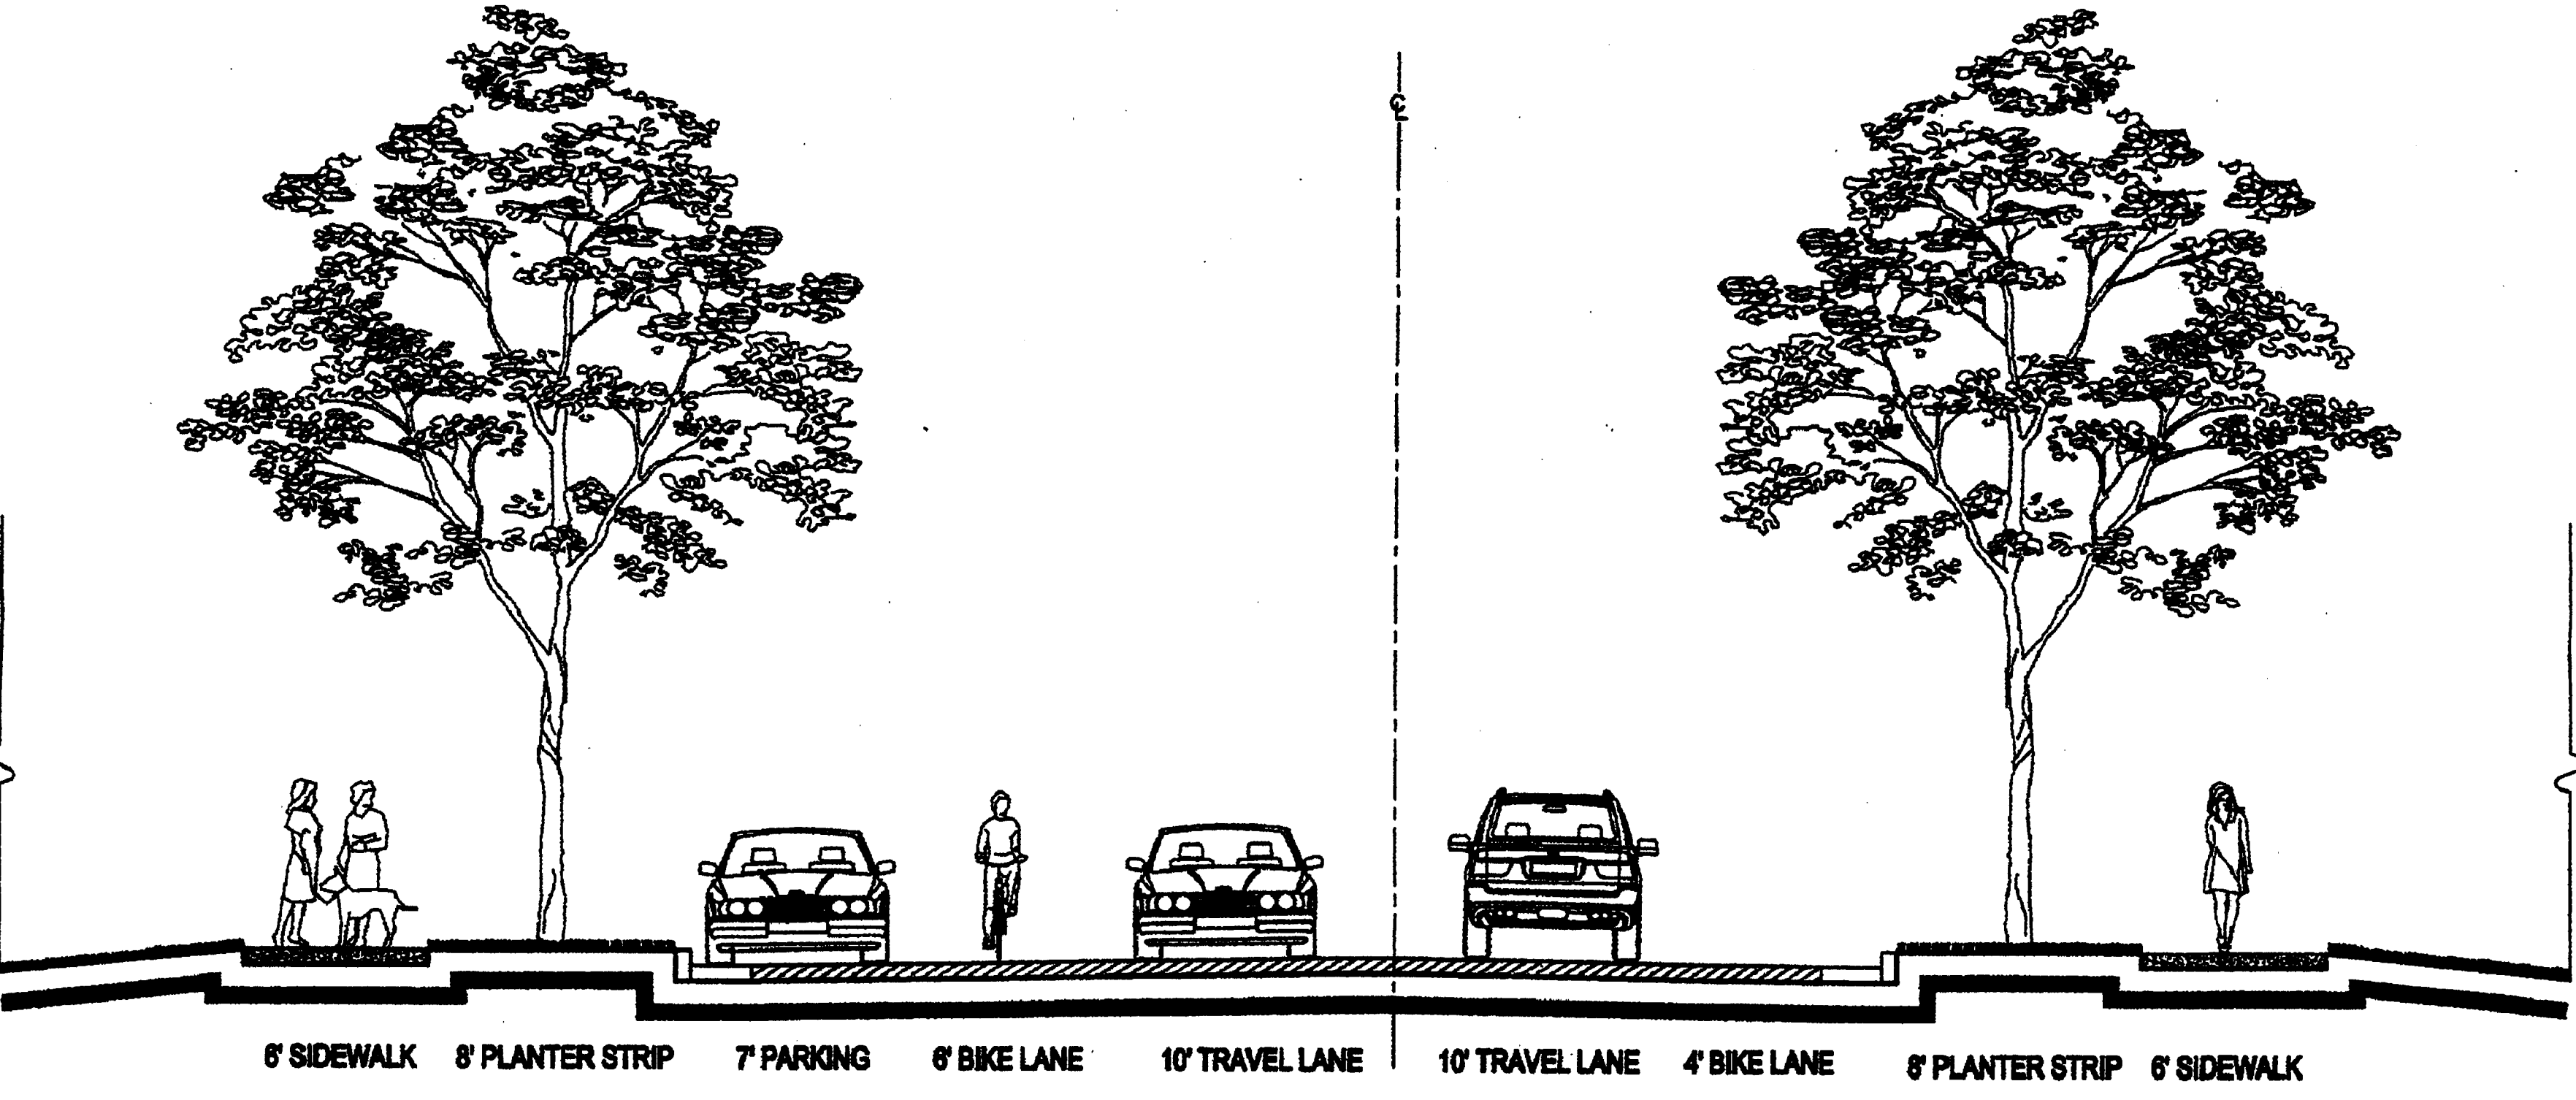 ℄
6' SIDEWALK 8' PLANTER STRIP 7' PARKING 6' BIKE LANE 10' TRAVEL LANE 10' TRAVEL LANE 4' BIKE LANE 8' PLANTER STRIP 6' SIDEWALK